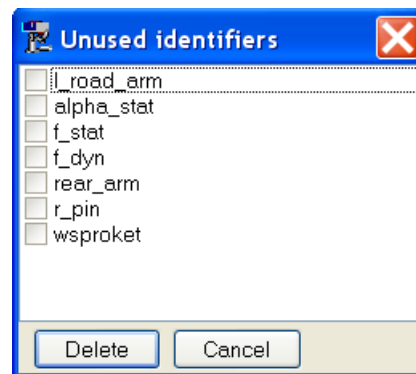 Unused identifiers
l_road_arm
alpha_stat
f_stat
f_dyn
rear_arm
r_pin
wsproket
Delete Cancel